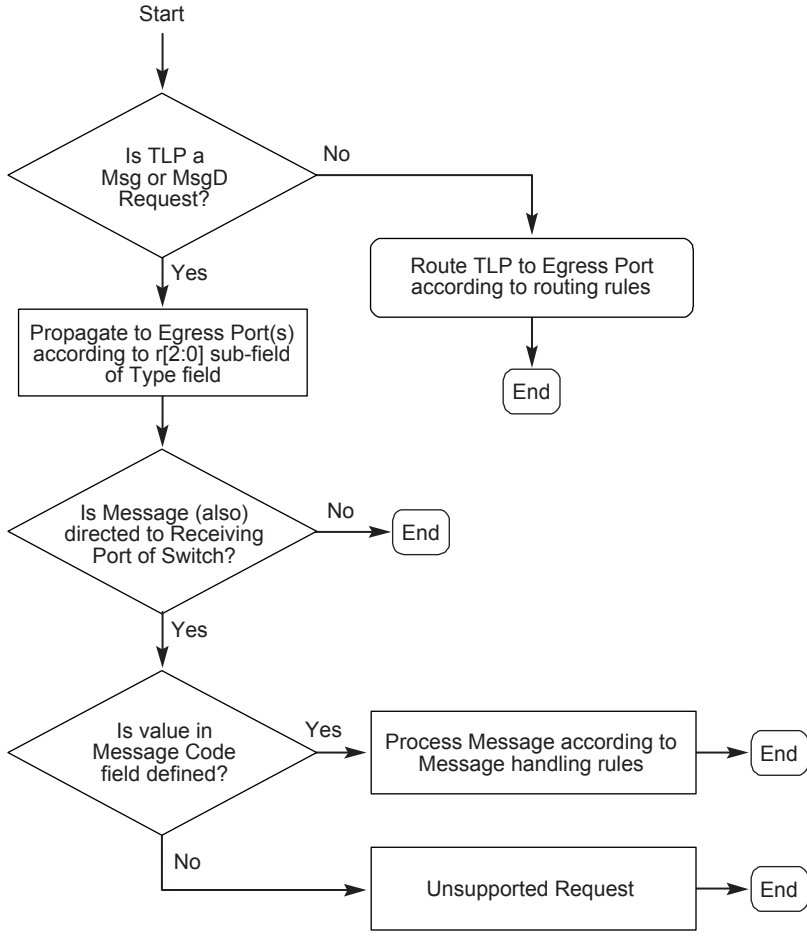 Start
Is TLP a
Msg or MsgD
Request?
No
Yes
Route TLP to Egress Port
according to routing rules
Propagate to Egress Port(s)
according to r[2:0] sub-field
of Type field
End
Is Message (also)
directed to Receiving
Port of Switch?
No
End
Yes
Is value in
Message Code
field defined?
Yes
Process Message according to
Message handling rules
End
No
Unsupported Request
End